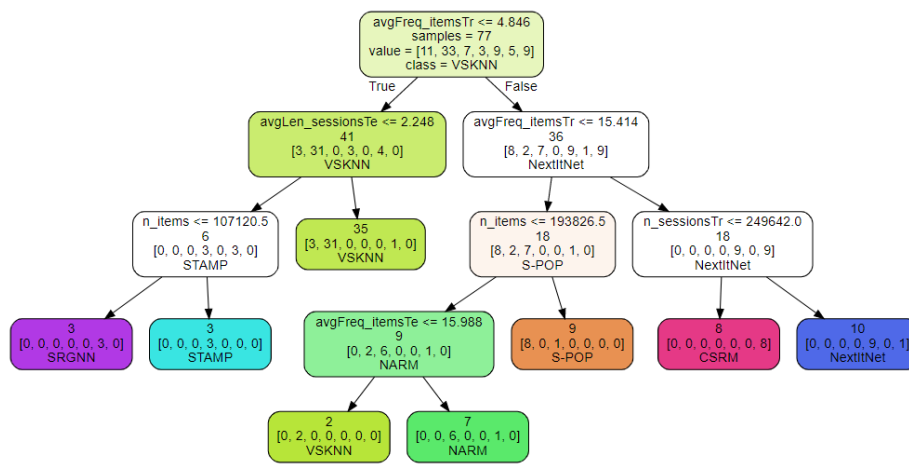 avgFreq_itemsTr <= 4.846
samples = 77
value = [11, 33, 7, 3, 9, 5, 9]
class = VSKNN
True
False
avgLen_sessionsTe <= 2.248
41
[3, 31, 0, 3, 0, 4, 0]
VSKNN
avgFreq_itemsTr <= 15.414
36
[8, 2, 7, 0, 9, 1, 9]
NextItNet
n_items <= 107120.5
6
[0, 0, 0, 3, 0, 3, 0]
STAMP
35
[3, 31, 0, 0, 0, 1, 0]
VSKNN
n_items <= 193826.5
18
[8, 2, 7, 0, 0, 1, 0]
S-POP
n_sessionsTr <= 249642.0
18
[0, 0, 0, 0, 9, 0, 9]
NextItNet
3
[0, 0, 0, 0, 0, 3, 0]
SRGNN
3
[0, 0, 0, 3, 0, 0, 0]
STAMP
avgFreq_itemsTe <= 15.988
9
[0, 2, 6, 0, 0, 1, 0]
NARM
9
[8, 0, 1, 0, 0, 0, 0]
S-POP
8
[0, 0, 0, 0, 0, 0, 8]
CSRM
10
[0, 0, 0, 0, 9, 0, 1]
NextItNet
2
[0, 2, 0, 0, 0, 0, 0]
VSKNN
7
[0, 0, 6, 0, 0, 1, 0]
NARM